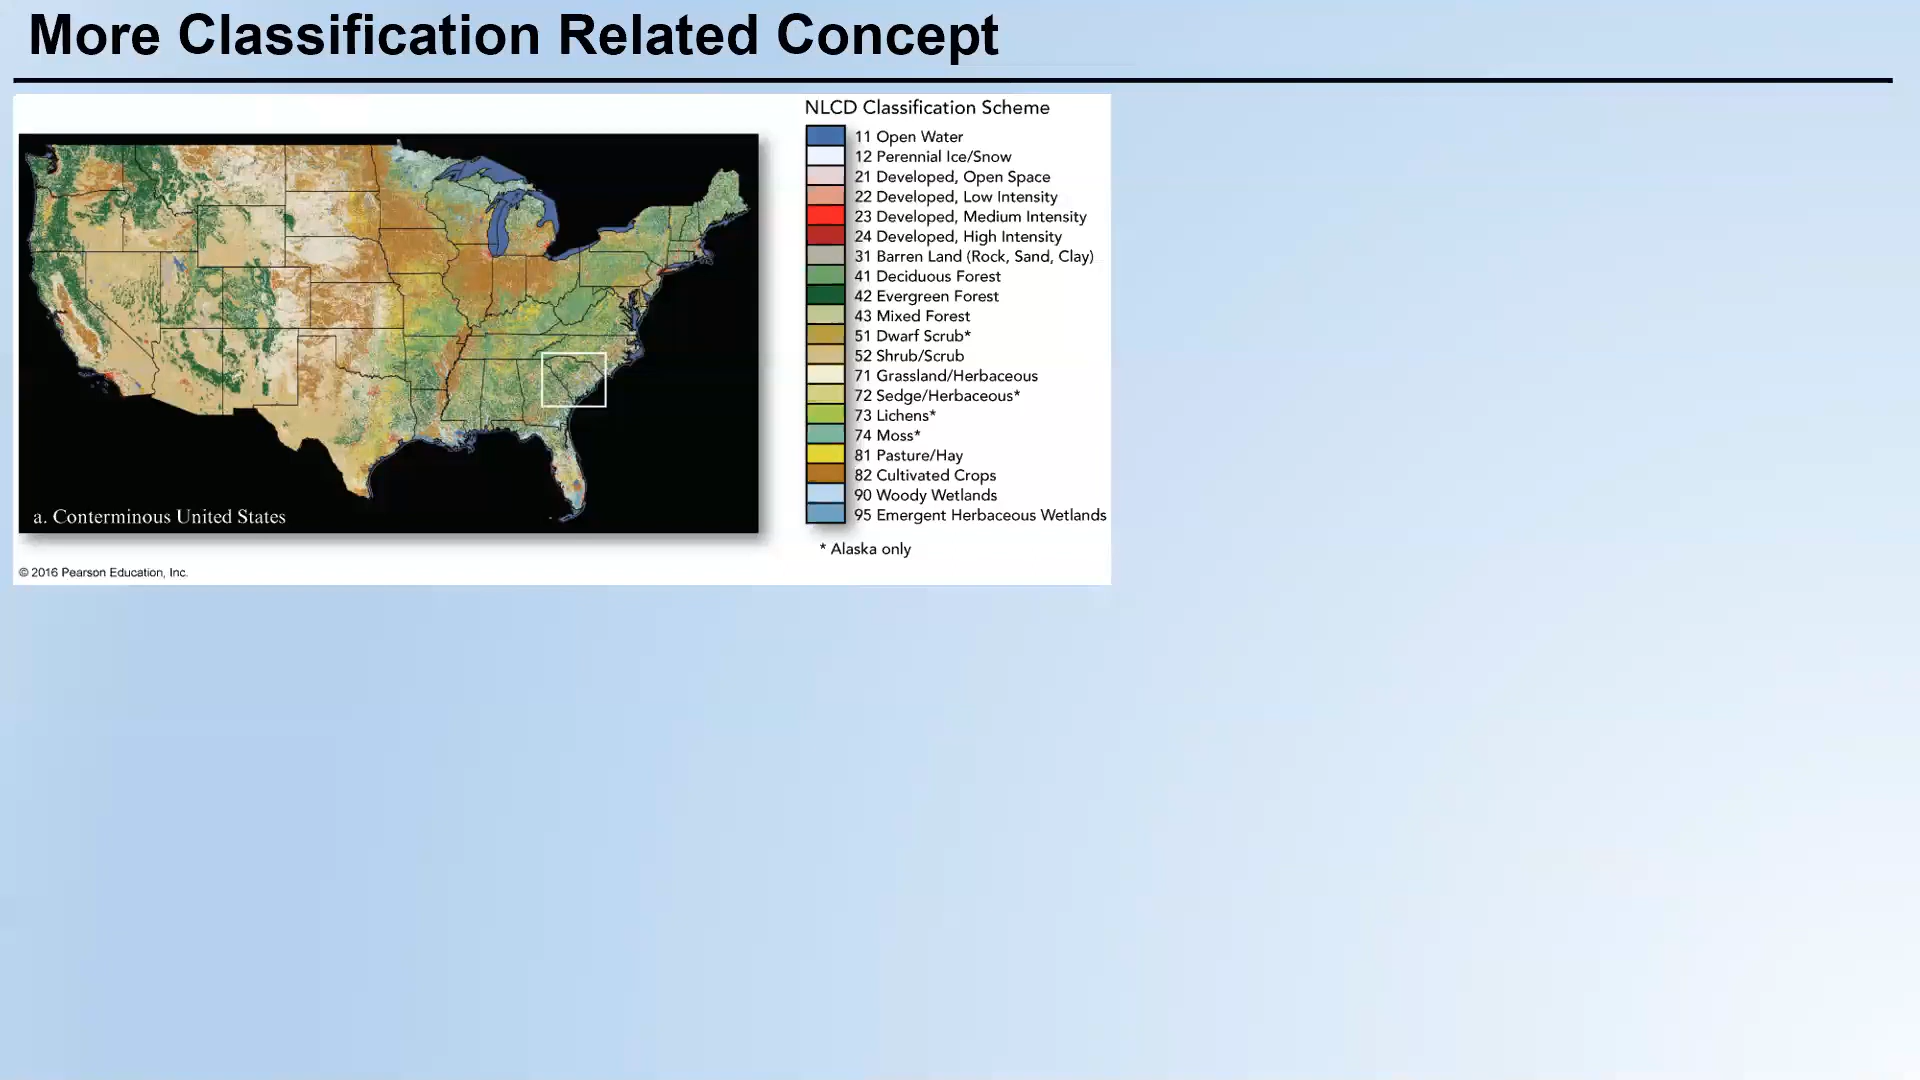 More Classification Related Concept
NLCD Classification Scheme
11 Open Water
12 Perennial Ice/Snow
21 Developed, Open Space
22 Developed, Low Intensity
23 Developed, Medium Intensity
24 Developed, High Intensity
31 Barren Land (Rock, Sand, Clay)
41 Deciduous Forest
42 Evergreen Forest
43 Mixed Forest
51 Dwarf Scrub*
52 Shrub/Scrub
71 Grassland/Herbaceous
72 Sedge/Herbaceous*
73 Lichens*
74 Moss*
81 Pasture/Hay
82 Cultivated Crops
90 Woody Wetlands
95 Emergent Herbaceous Wetlands
* Alaska only
a. Conterminous United States
© 2016 Pearson Education, Inc.